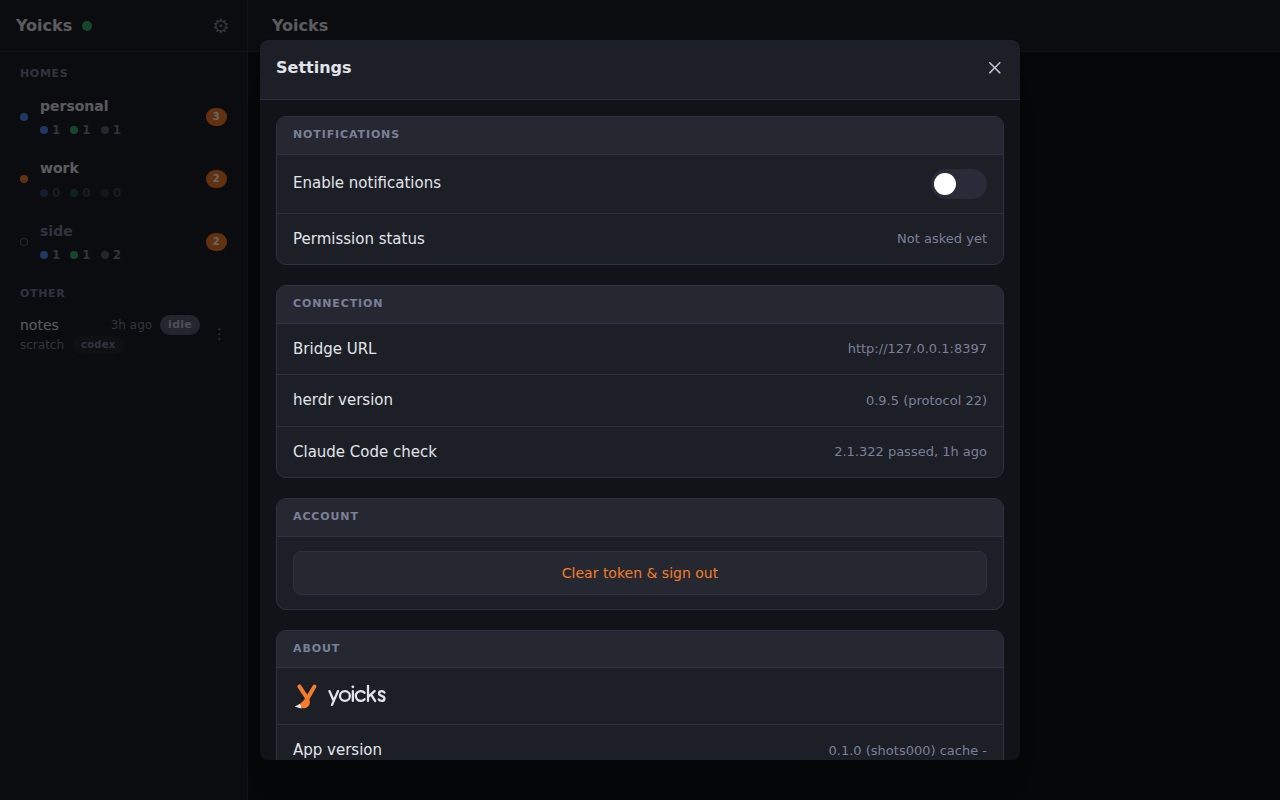 Yoicks
Yoicks
HOMES
personal
1 1 1
3
work
0 0 0
2
side
1 1 2
2
OTHER
notes 3h ago idle
scratch codex
Settings
NOTIFICATIONS
Enable notifications
Permission status Not asked yet
CONNECTION
Bridge URL http://127.0.0.1:8397
herdr version 0.9.5 (protocol 22)
Claude Code check 2.1.322 passed, 1h ago
ACCOUNT
Clear token & sign out
ABOUT
yoicks
App version 0.1.0 (shots000) cache -